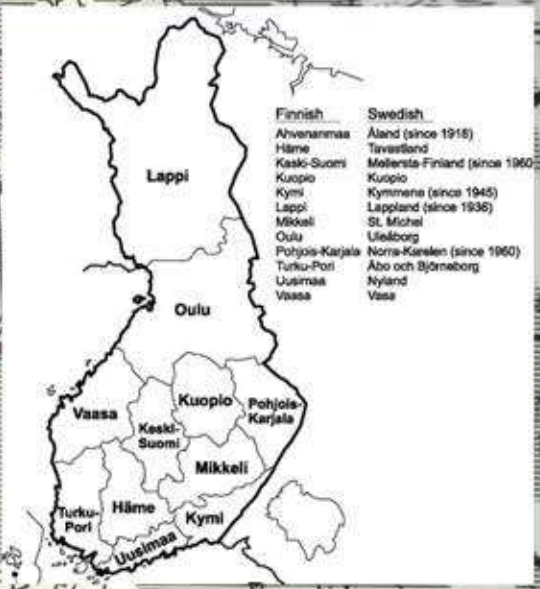 Finnish Swedish
Ahvenanmaa Åland (since 1918)
Häme Tavastland
Keski-Suomi Mellersta-Finland (since 1960
Kuopio Kuopio
Kymi Kymmene (since 1945)
Lappi Lappland (since 1936)
Mikkeli St. Michel
Oulu Uleåborg
Pohjois-Karjala Norra-Karelen (since 1960)
Turku-Pori Åbo och Björneborg
Uusimaa Nyland
Vaasa Vasa
Lappi
Oulu
Vaasa
Kuopio
Pohjois-
Karjala
Keski-
Suomi
Mikkeli
Turku-
Pori
Häme
Kymi
Uusimaa